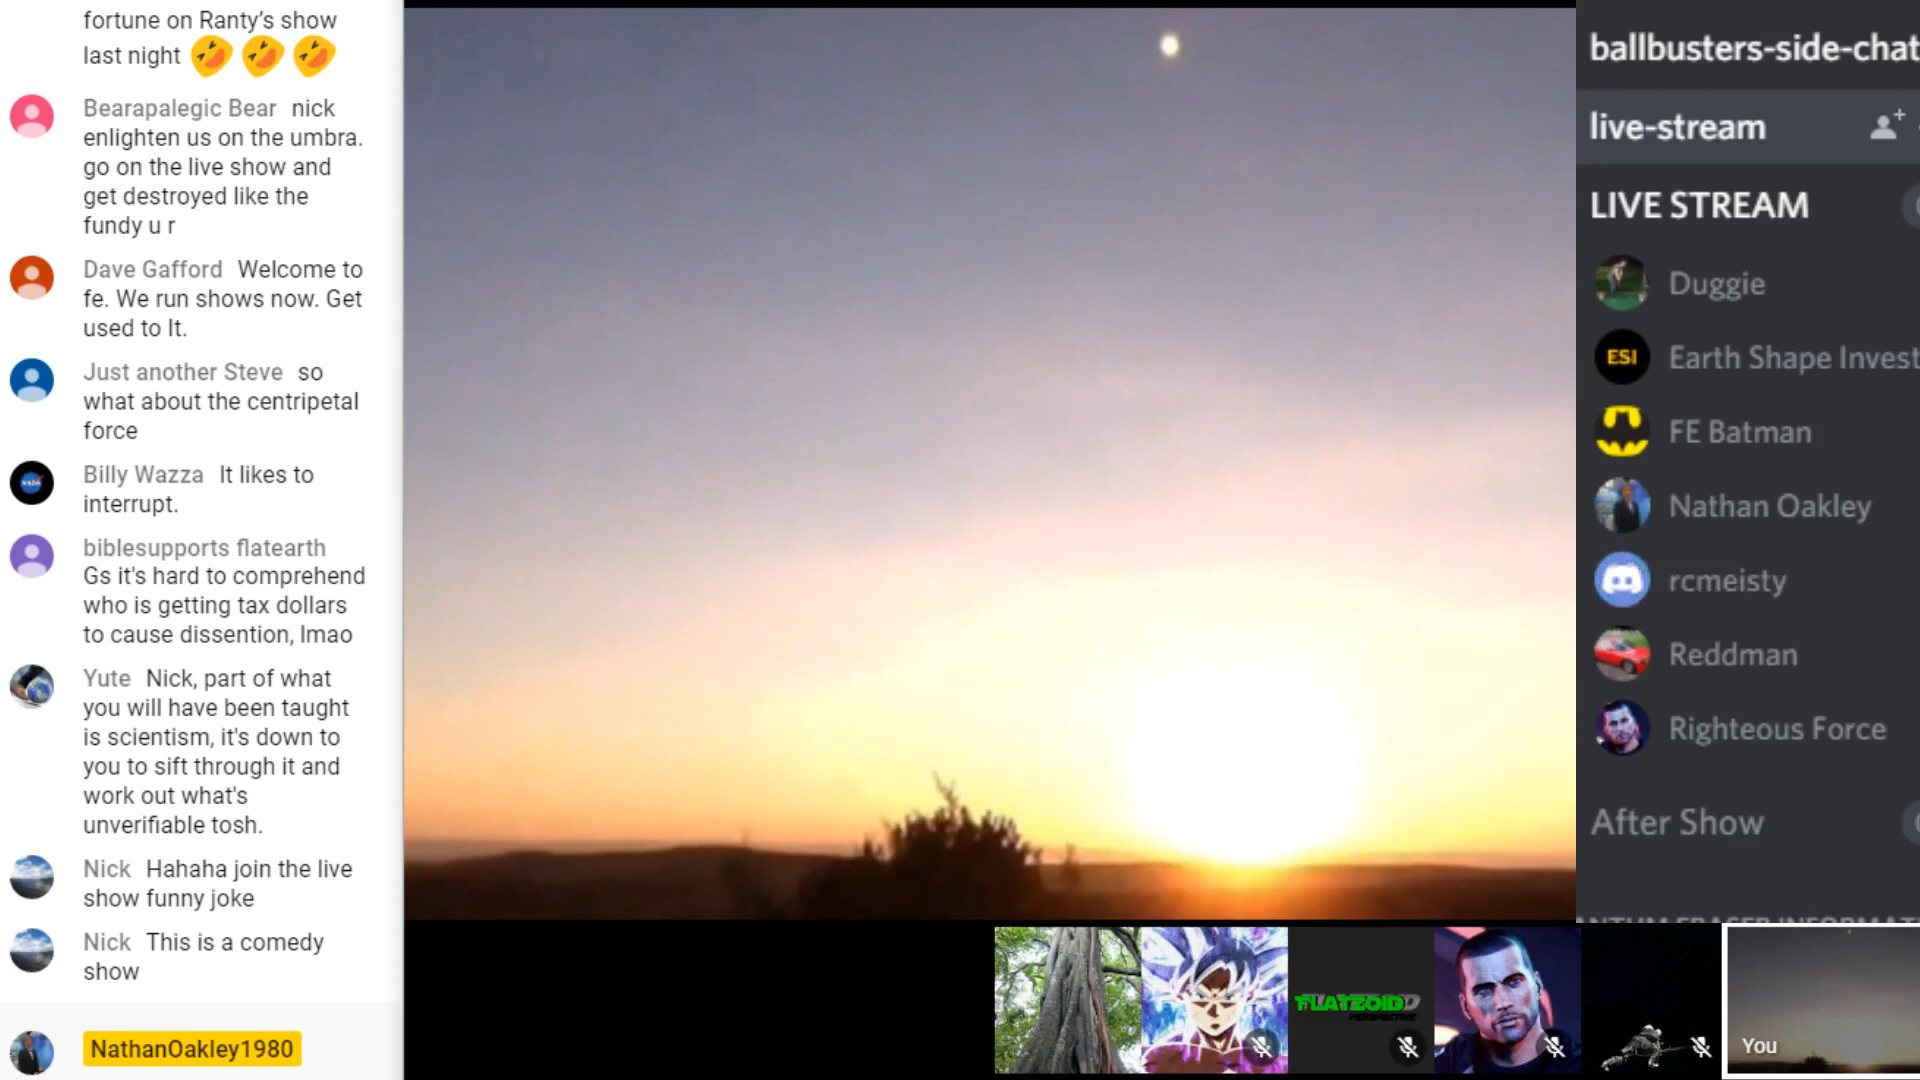 fortune on Ranty’s show
last night
Bearapalegic Bear nick
enlighten us on the umbra.
go on the live show and
get destroyed like the
fundy u r
Dave Gafford Welcome to
fe. We run shows now. Get
used to It.
Just another Steve so
what about the centripetal
force
Billy Wazza It likes to
interrupt.
biblesupports flatearth
Gs it's hard to comprehend
who is getting tax dollars
to cause dissention, lmao
Yute Nick, part of what
you will have been taught
is scientism, it's down to
you to sift through it and
work out what's
unverifiable tosh.
Nick Hahaha join the live
show funny joke
Nick This is a comedy
show
NathanOakley1980
ballbusters-side-chat
live-stream
LIVE STREAM
Duggie
ESI
Earth Shape Invest
FE Batman
Nathan Oakley
rcmeisty
Reddman
Righteous Force
After Show
FLATZOID
PERSPECTIVE
You